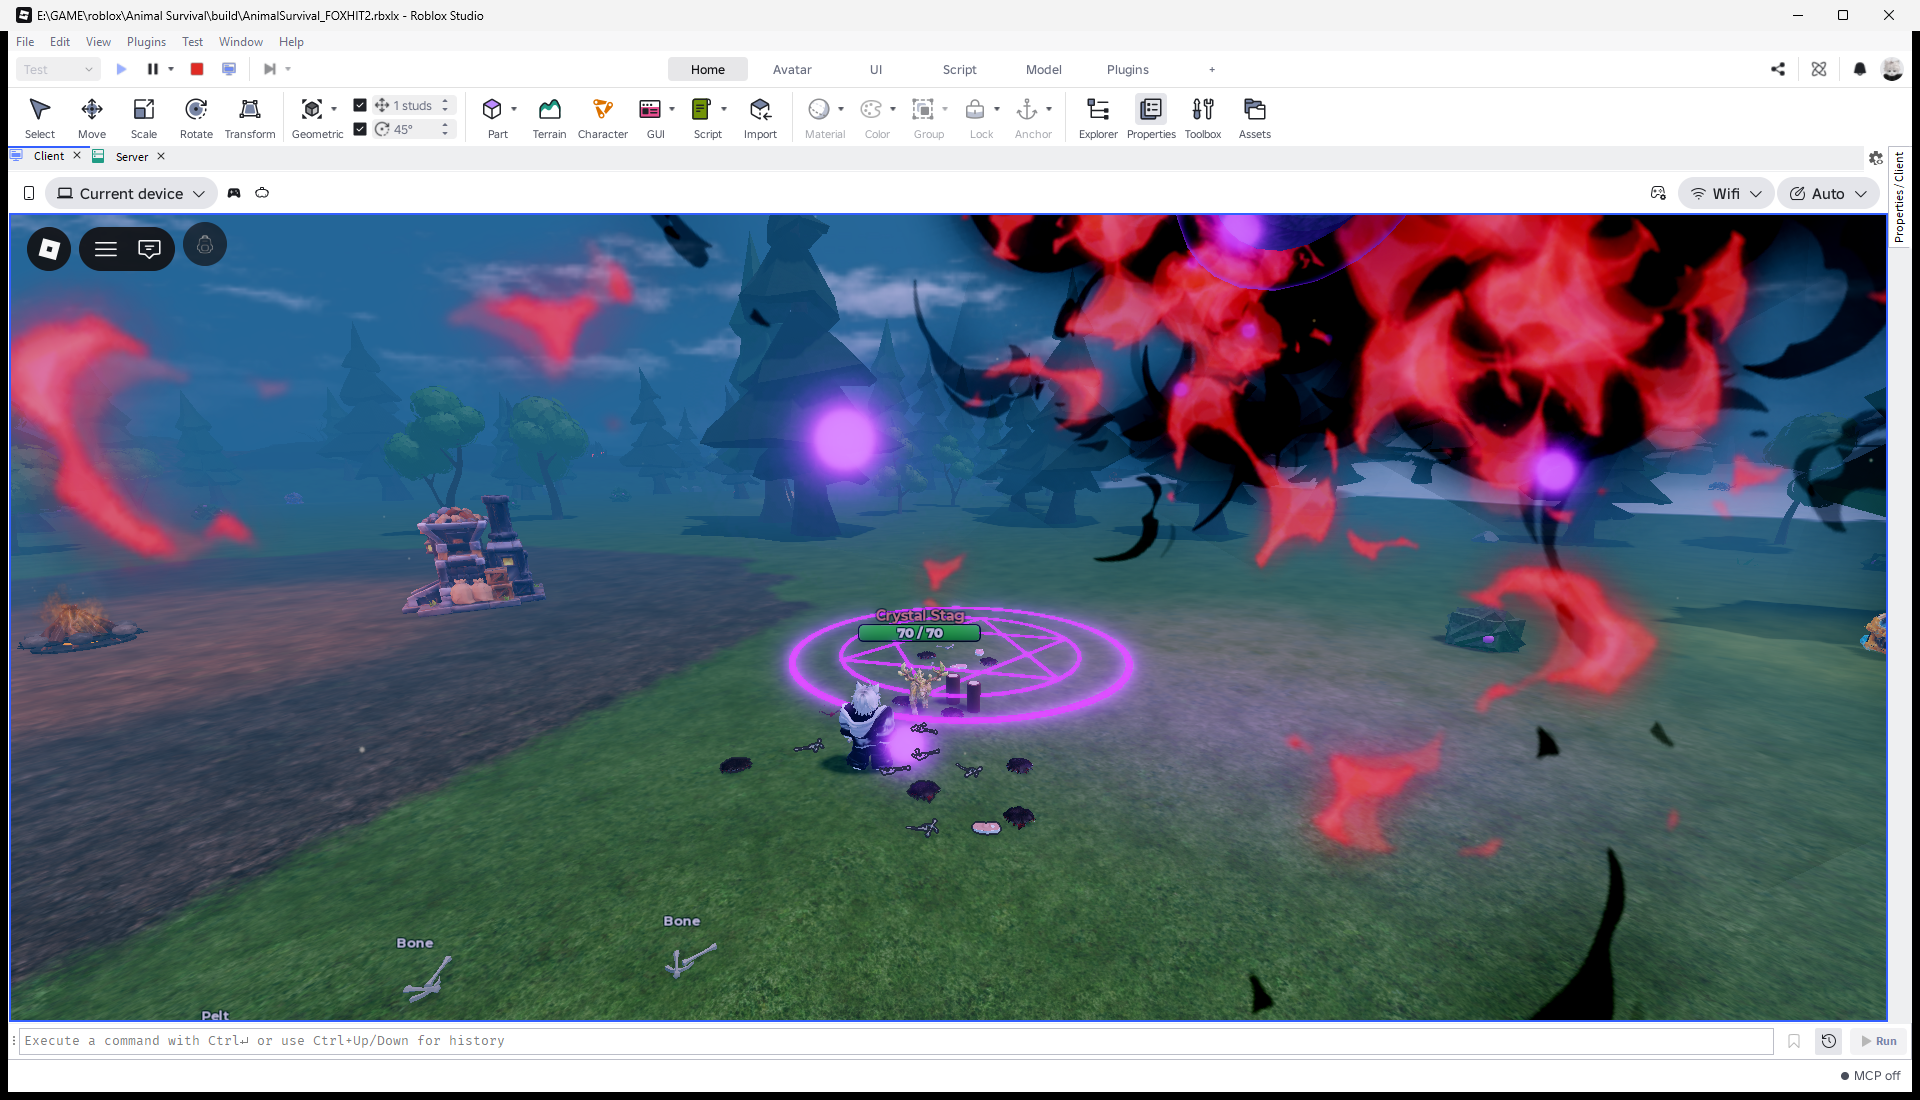 E:\GAME\roblox\Animal Survival\build\AnimalSurvival_FOXHIT2.rbxlx - Roblox Studio
File Edit View Plugins Test Window Help
Test
Home Avatar UI Script Model Plugins +
1 studs
45°
Select Move Scale Rotate Transform Geometric Part Terrain Character GUI Script Import Material Color Group Lock Anchor Explorer Properties Toolbox Assets
Client Server
Properties / Client
Current device
Wifi
Auto
Crystal Stag
70 / 70
Bone
Bone
Pelt
Execute a command with Ctrl↵ or use Ctrl+Up/Down for history
Run
MCP off